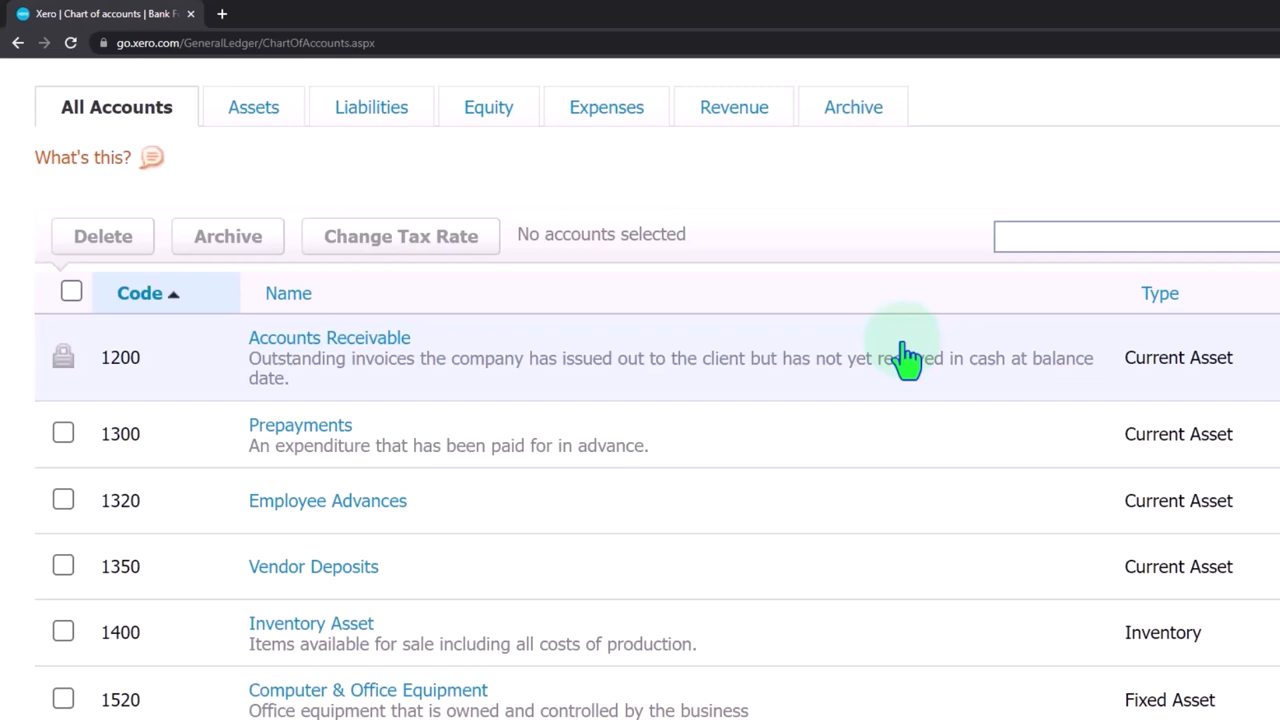 Xero | Chart of accounts | Bank F
go.xero.com/GeneralLedger/ChartOfAccounts.aspx
All Accounts Assets Liabilities Equity Expenses Revenue Archive
What's this?
Delete Archive Change Tax Rate No accounts selected
Code Name Type
1200 Accounts Receivable Current Asset
Outstanding invoices the company has issued out to the client but has not yet in cash at balance
date.
1300 Prepayments Current Asset
An expenditure that has been paid for in advance.
1320 Employee Advances Current Asset
1350 Vendor Deposits Current Asset
1400 Inventory Asset Inventory
Items available for sale including all costs of production.
1520 Computer & Office Equipment Fixed Asset
Office equipment that is owned and controlled by the business